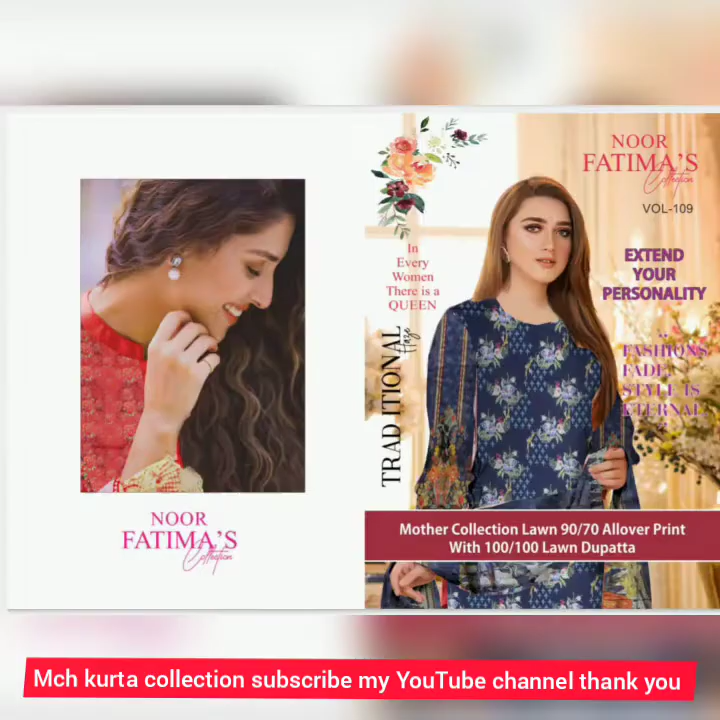 NOOR
FATIMA'S
Collection
NOOR
FATIMA'S
Collection
VOL-109
In
Every
Women
There is a
QUEEN
TRADITIONAL
Haze
EXTEND
YOUR
PERSONALITY
FASHIONS
FADE,
STYLE IS
ETERNAL
Mother Collection Lawn 90/70 Allover Print
With 100/100 Lawn Dupatta
Mch kurta collection subscribe my YouTube channel thank you